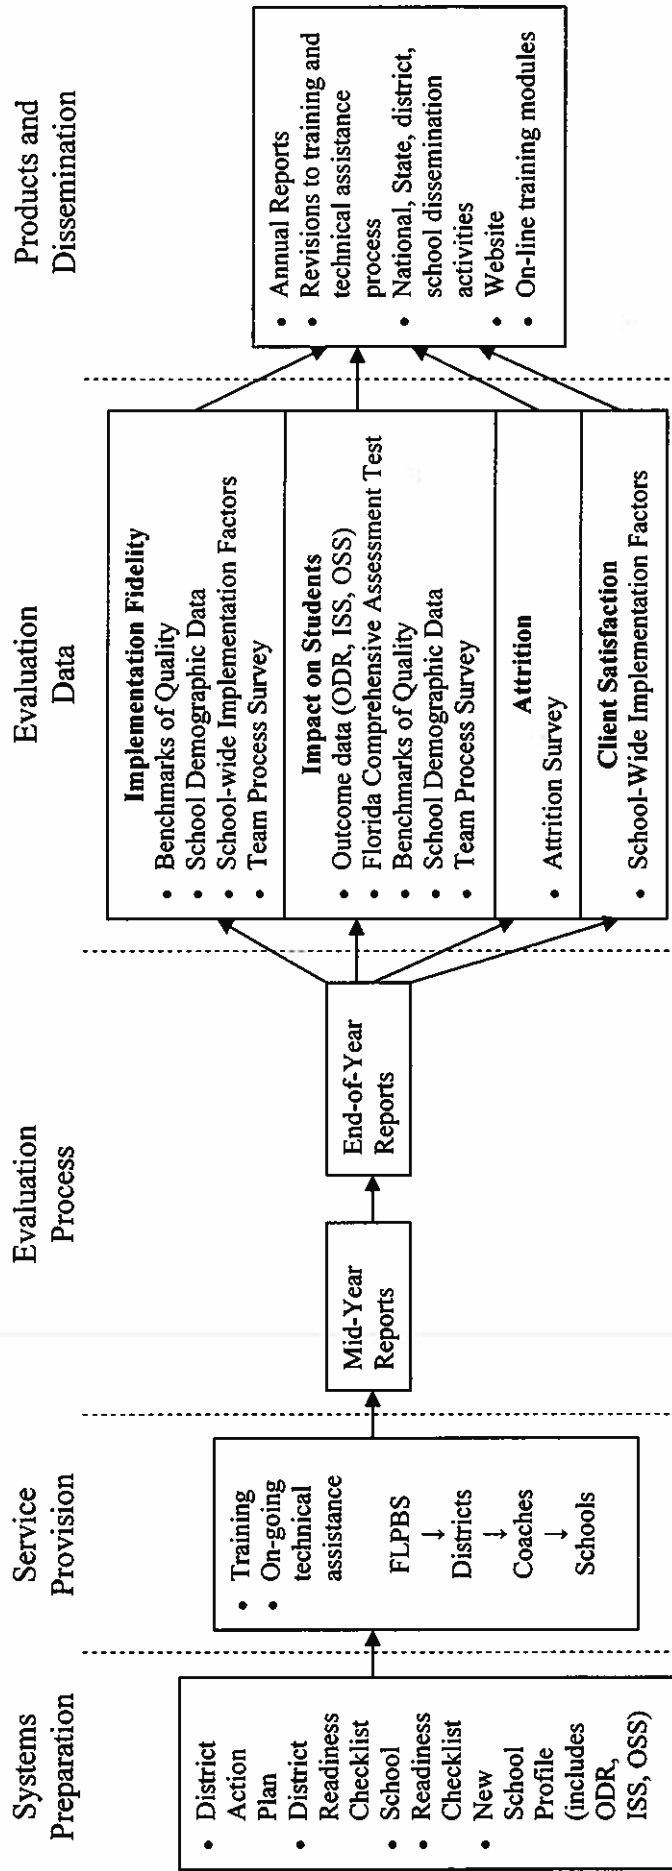 Systems
Preparation
• District
Action
Plan
• District
Readiness
Checklist
• School
• Readiness
Checklist
• New
School
Profile
(includes
ODR,
ISS, OSS)
Service
Provision
• Training
• On-going
technical
assistance
FLPBS
↓
Districts
↓
Coaches
↓
Schools
Evaluation
Process
Mid-Year
Reports
End-of-Year
Reports
Evaluation
Data
Implementation Fidelity
• Benchmarks of Quality
• School Demographic Data
• School-wide Implementation Factors
• Team Process Survey
Impact on Students
• Outcome data (ODR, ISS, OSS)
• Florida Comprehensive Assessment Test
• Benchmarks of Quality
• School Demographic Data
• Team Process Survey
Attrition
• Attrition Survey
Client Satisfaction
• School-Wide Implementation Factors
Products and
Dissemination
• Annual Reports
• Revisions to training and
technical assistance
process
• National, State, district,
school dissemination
activities
• Website
• On-line training modules